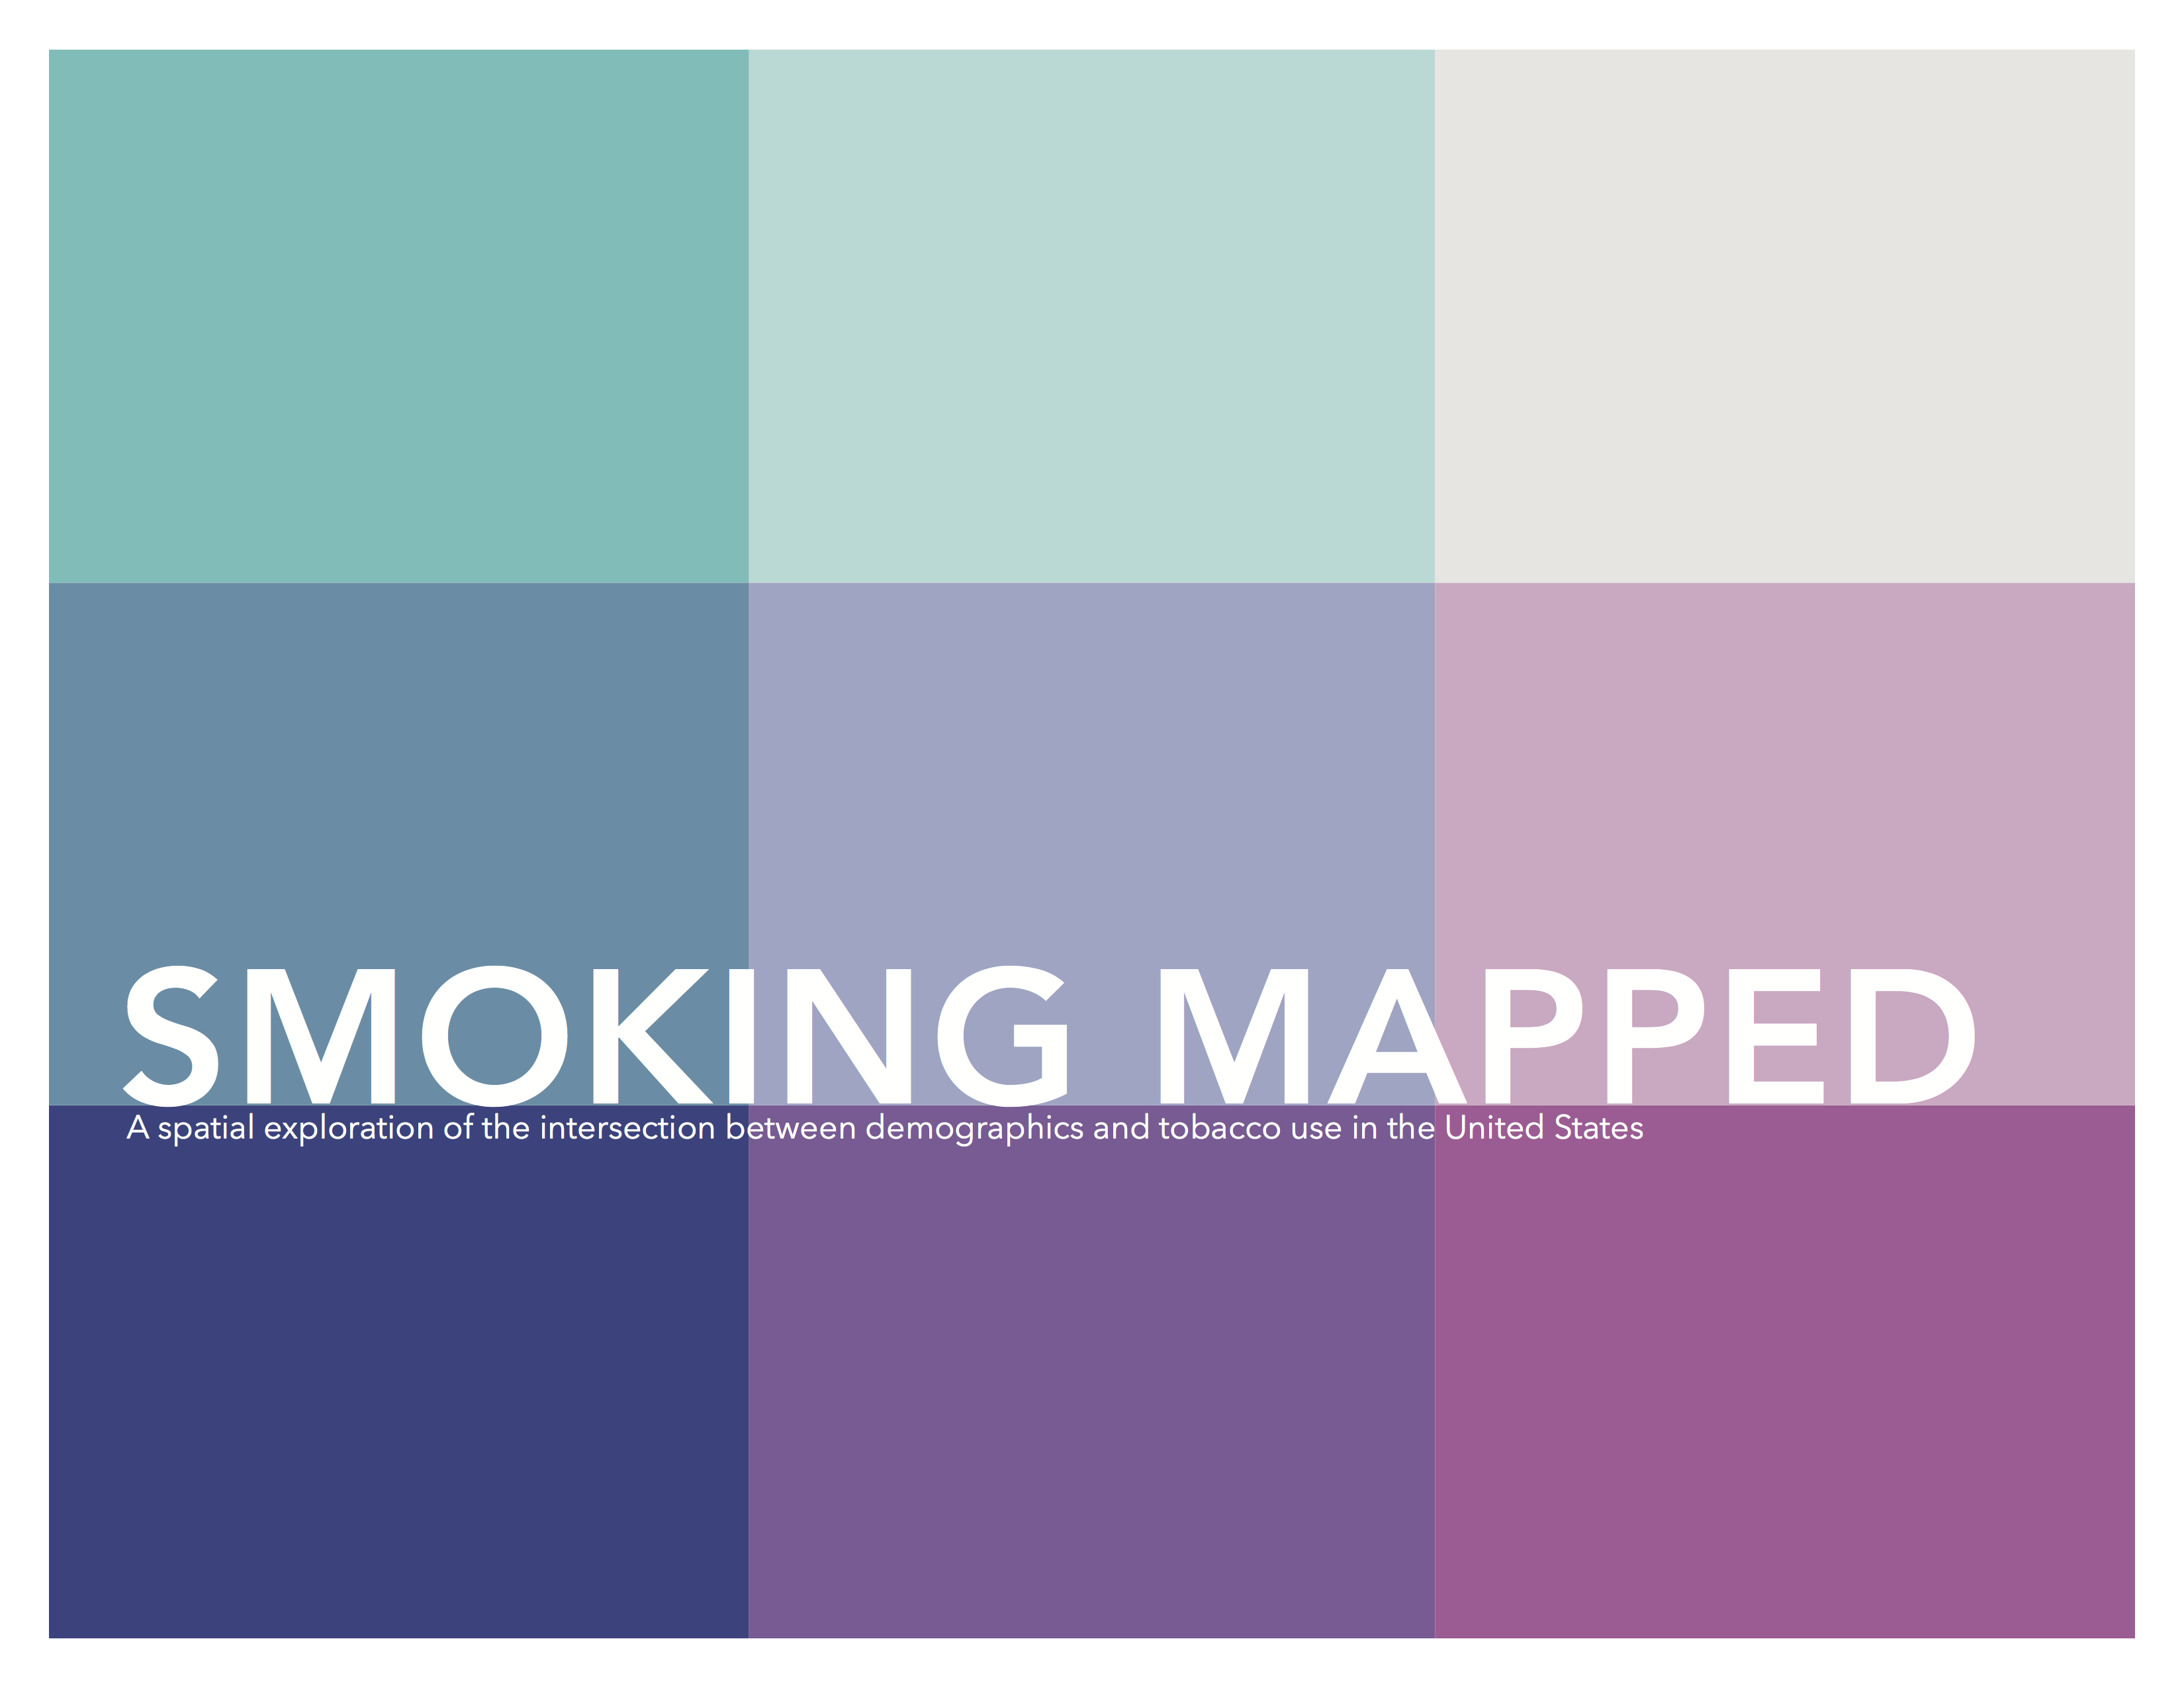 SMOKING MAPPED
A spatial exploration of the intersection between demographics and tobacco use in the United States